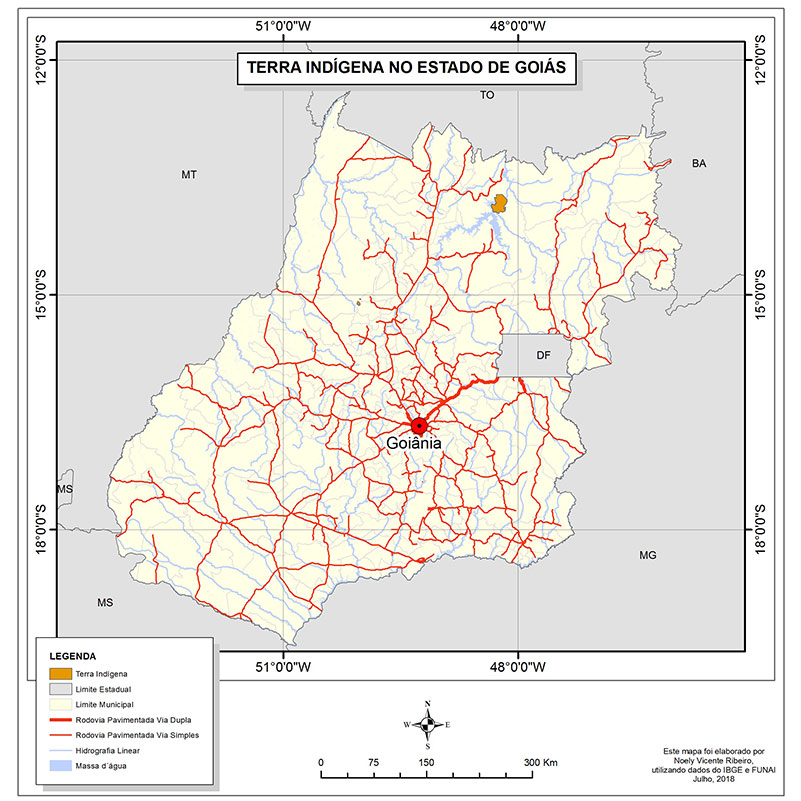 51°0'0"W 48°0'0"W
12°0'0"S 12°0'0"S
TERRA INDÍGENA NO ESTADO DE GOIÁS
TO
MT
BA
15°0'0"S 15°0'0"S
DF
Goiânia
MS
18°0'0"S 18°0'0"S
MG
MS
51°0'0"W 48°0'0"W
LEGENDA
Terra Indigena
Limite Estadual
Limite Municipal
Rodovia Pavimentada Via Dupla
Rodovia Pavimentada Via Simples
Hidrografia Linear
Massa d´água
N
W E
S
0 75 150 300 Km
Este mapa foi elaborado por
Noely Vicente Ribeiro,
utilizando dados do IBGE e FUNAI
Julho, 2018